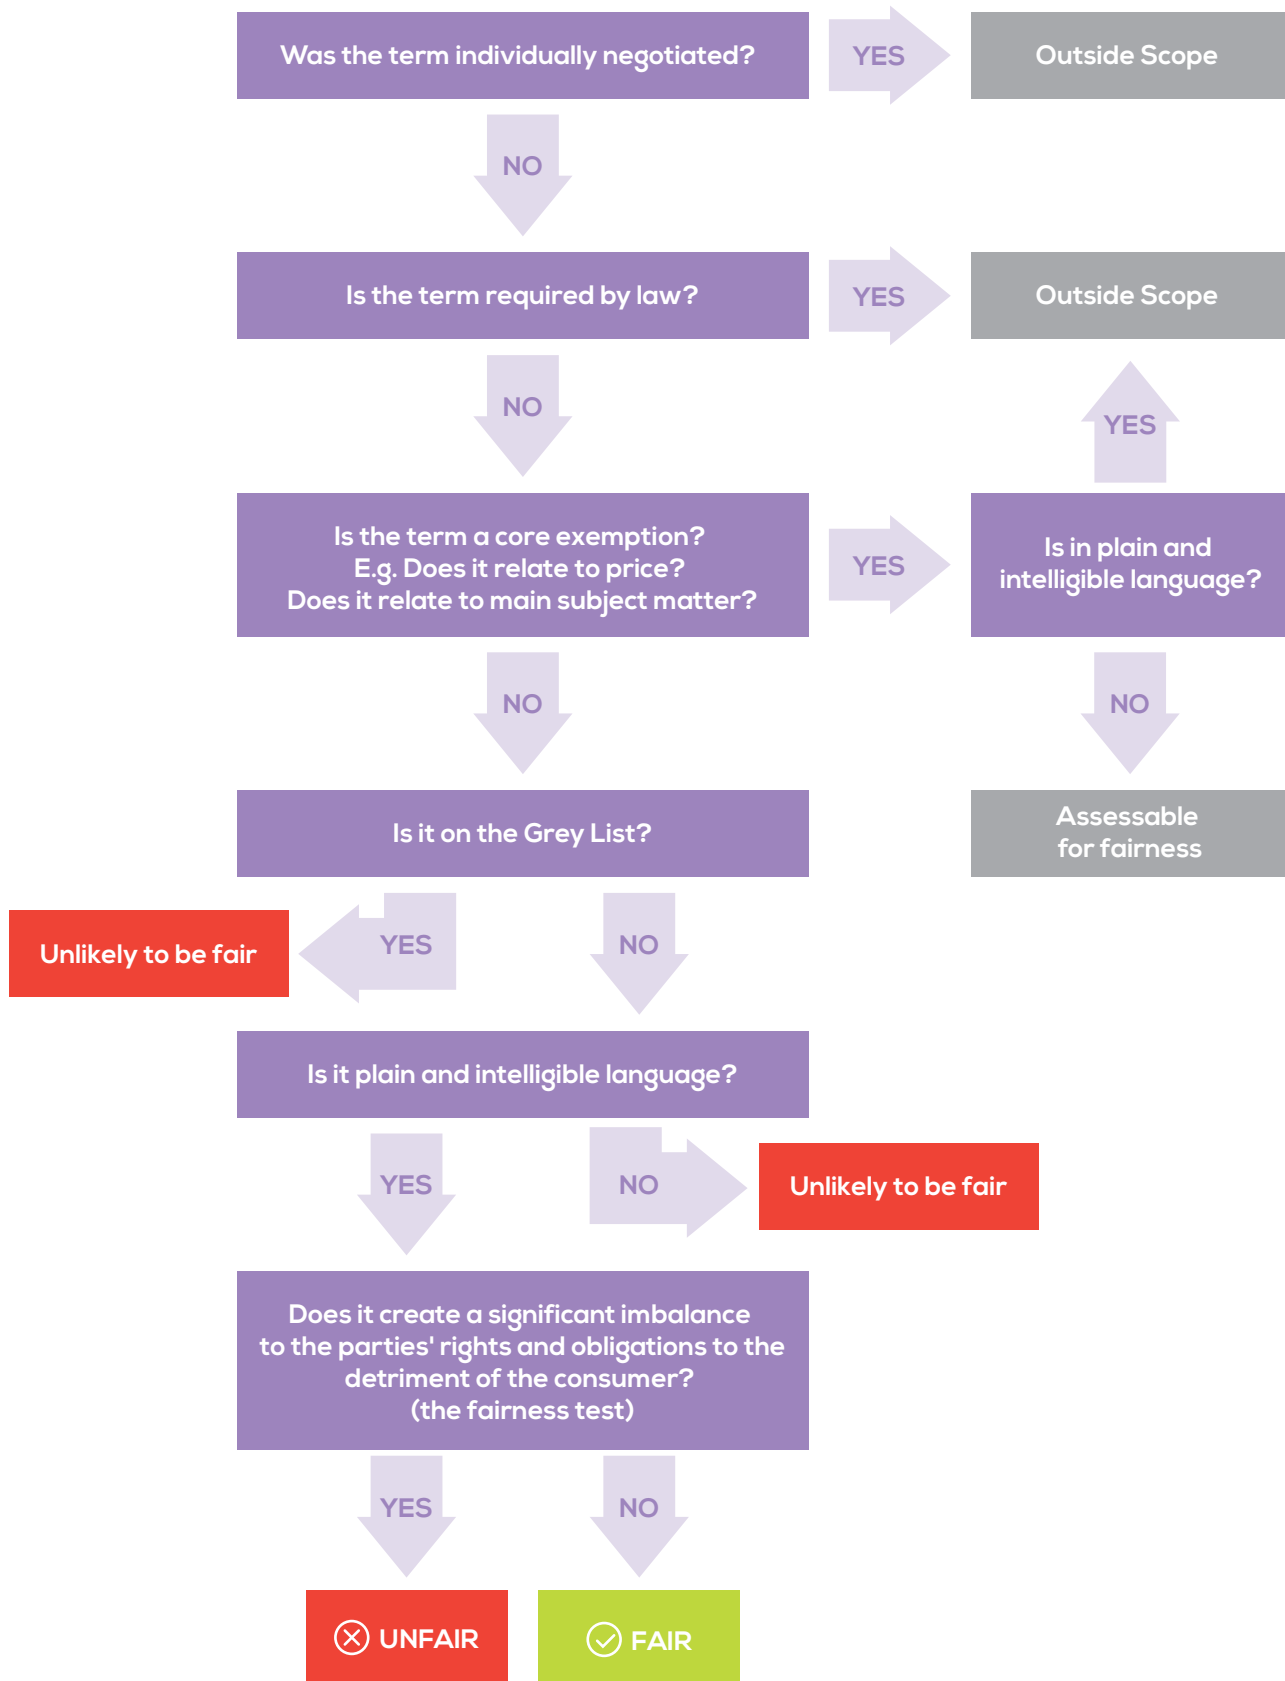 Was the term individually negotiated?
YES
Outside Scope
NO
Is the term required by law?
YES
Outside Scope
NO
YES
Is the term a core exemption?
E.g. Does it relate to price?
Does it relate to main subject matter?
YES
Is in plain and
intelligible language?
NO
NO
Is it on the Grey List?
Assessable
for fairness
Unlikely to be fair
YES
NO
Is it plain and intelligible language?
YES
NO
Unlikely to be fair
Does it create a significant imbalance
to the parties' rights and obligations to the
detriment of the consumer?
(the fairness test)
YES
NO
UNFAIR
FAIR